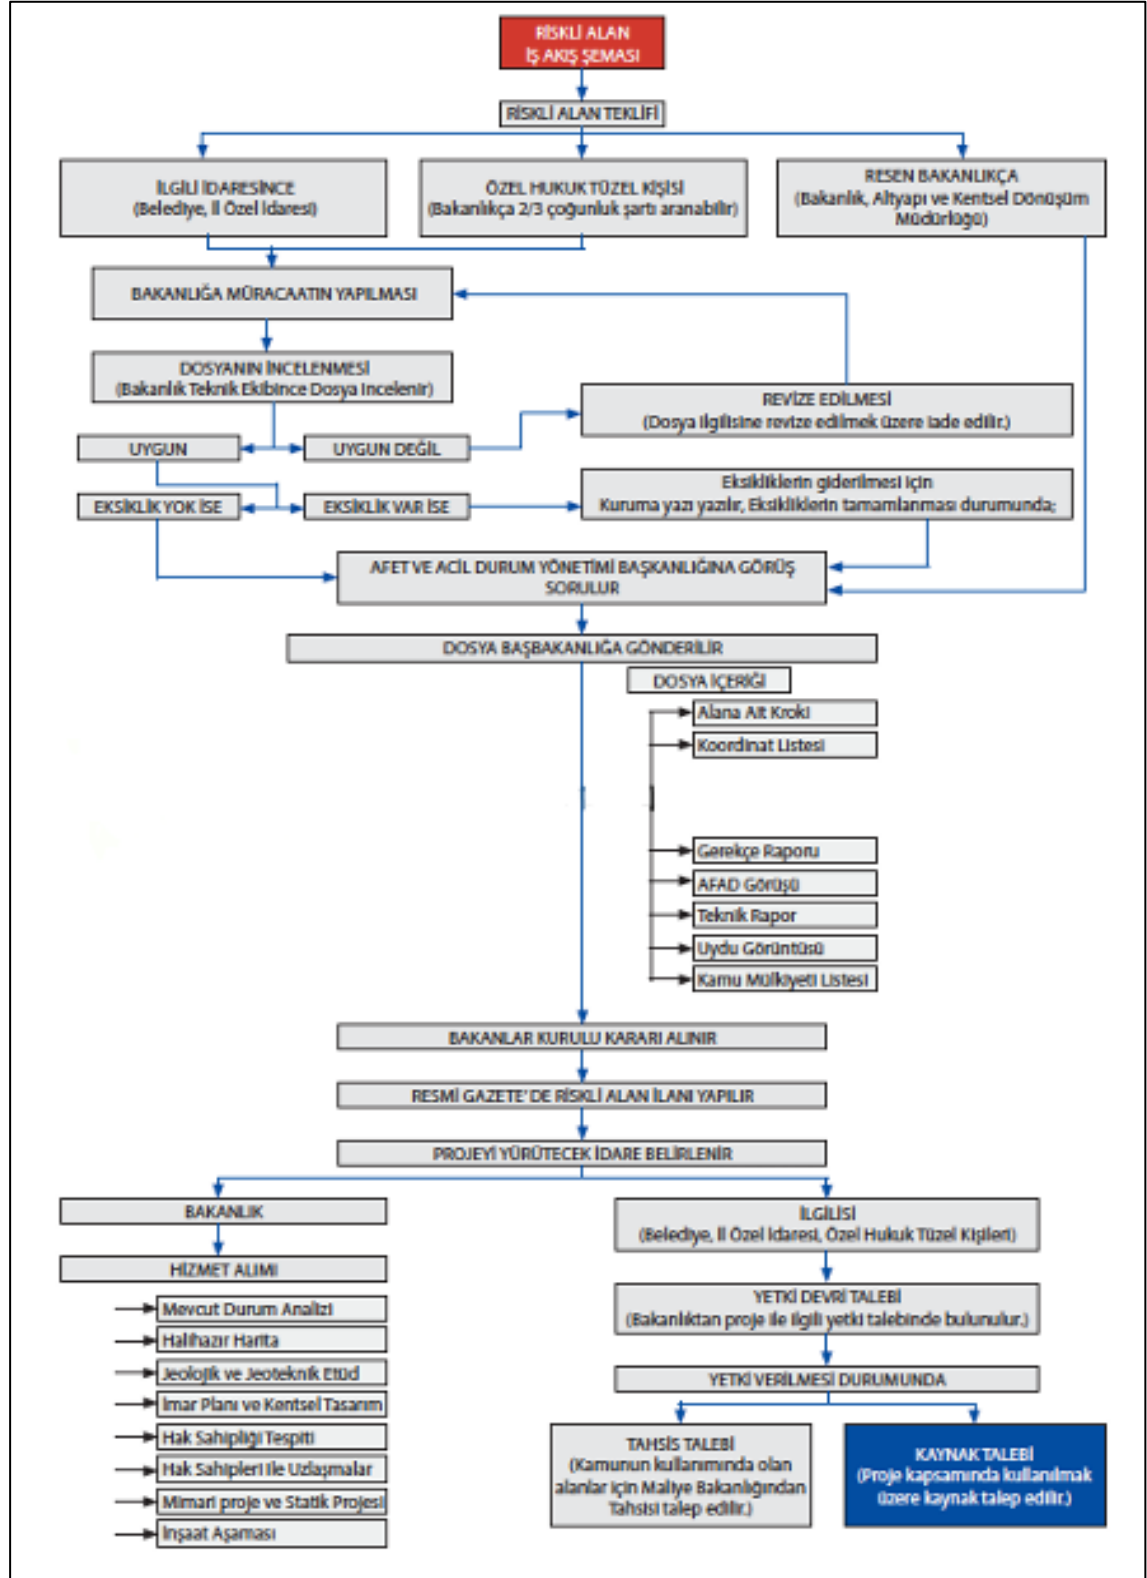 RİSKLİ ALAN
İŞ AKIŞ ŞEMASI
RİSKLİ ALAN TEKLİFİ
İLGİLİ İDARESİNCE
(Belediye, İl Özel İdaresi)
ÖZEL HUKUK TÜZEL KİŞİSİ
(Bakanlıkça 2/3 çoğunluk şartı aranabilir)
RESEN BAKANLIKÇA
(Bakanlık, Altyapı ve Kentsel Dönüşüm
Müdürlüğü)
BAKANLIĞA MÜRACAATIN YAPILMASI
DOSYANIN İNCELENMESİ
(Bakanlık Teknik Ekibince Dosya İncelenir)
REVİZE EDİLMESİ
(Dosya ilgilisine revize edilmek üzere iade edilir.)
UYGUN
UYGUN DEĞİL
Eksikliklerin giderilmesi için
Kuruma yazı yazılır, Eksikliklerin tamamlanması durumunda;
EKSİKLİK YOK İSE
EKSİKLİK VAR İSE
AFET VE ACİL DURUM YÖNETİMİ BAŞKANLIĞINA GÖRÜŞ
SORULUR
DOSYA BAŞBAKANLIĞA GÖNDERİLİR
DOSYA İÇERİĞİ
Alana Ait Kroki
Koordinat Listesi
Gerekçe Raporu
AFAD Görüşü
Teknik Rapor
Uydu Görüntüsü
Kamu Mülkiyeti Listesi
BAKANLAR KURULU KARARI ALINIR
RESMİ GAZETE' DE RİSKLİ ALAN İLANI YAPILIR
PROJEYİ YÜRÜTECEK İDARE BELİRLENİR
BAKANLIK
HİZMET ALIMI
Mevcut Durum Analizi
Halihazır Harita
Jeolojik ve Jeoteknik Etüd
İmar Planı ve Kentsel Tasarım
Hak Sahipliği Tespiti
Hak Sahipleri ile Uzlaşmalar
Mimari proje ve Statik Projesi
İnşaat Aşaması
İLGİLİSİ
(Belediye, İl Özel İdaresi, Özel Hukuk Tüzel Kişileri)
YETKİ DEVRİ TALEBİ
(Bakanlıktan proje ile ilgili yetki talebinde bulunulur.)
YETKİ VERİLMESİ DURUMUNDA
TAHSİS TALEBİ
(Kamunun kullanımında olan
alanlar için Maliye Bakanlığından
Tahsisi talep edilir.)
KAYNAK TALEBİ
(Proje kapsamında kullanılmak
üzere kaynak talep edilir.)